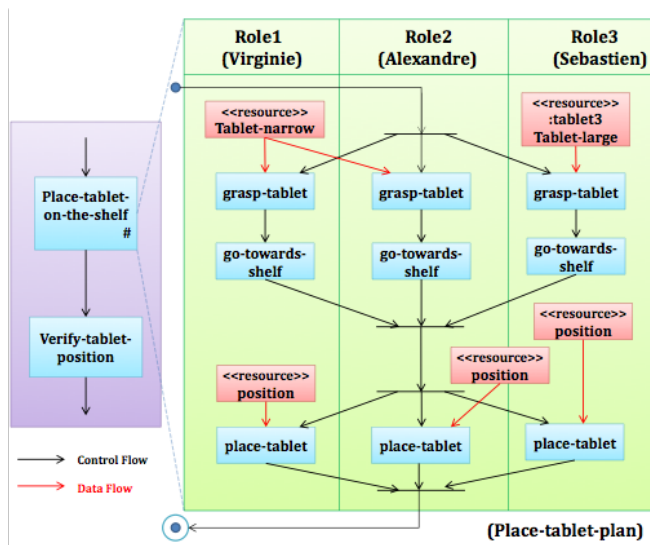 Role1
(Virginie)
Role2
(Alexandre)
Role3
(Sebastien)
<<resource>>
Tablet-narrow
<<resource>>
:tablet3
Tablet-large
Place-tablet-
on-the-shelf
#
grasp-tablet
grasp-tablet
grasp-tablet
go-towards-
shelf
go-towards-
shelf
go-towards-
shelf
Verify-tablet-
position
<<resource>>
position
<<resource>>
position
<<resource>>
position
place-tablet
place-tablet
place-tablet
Control Flow
Data Flow
(Place-tablet-plan)